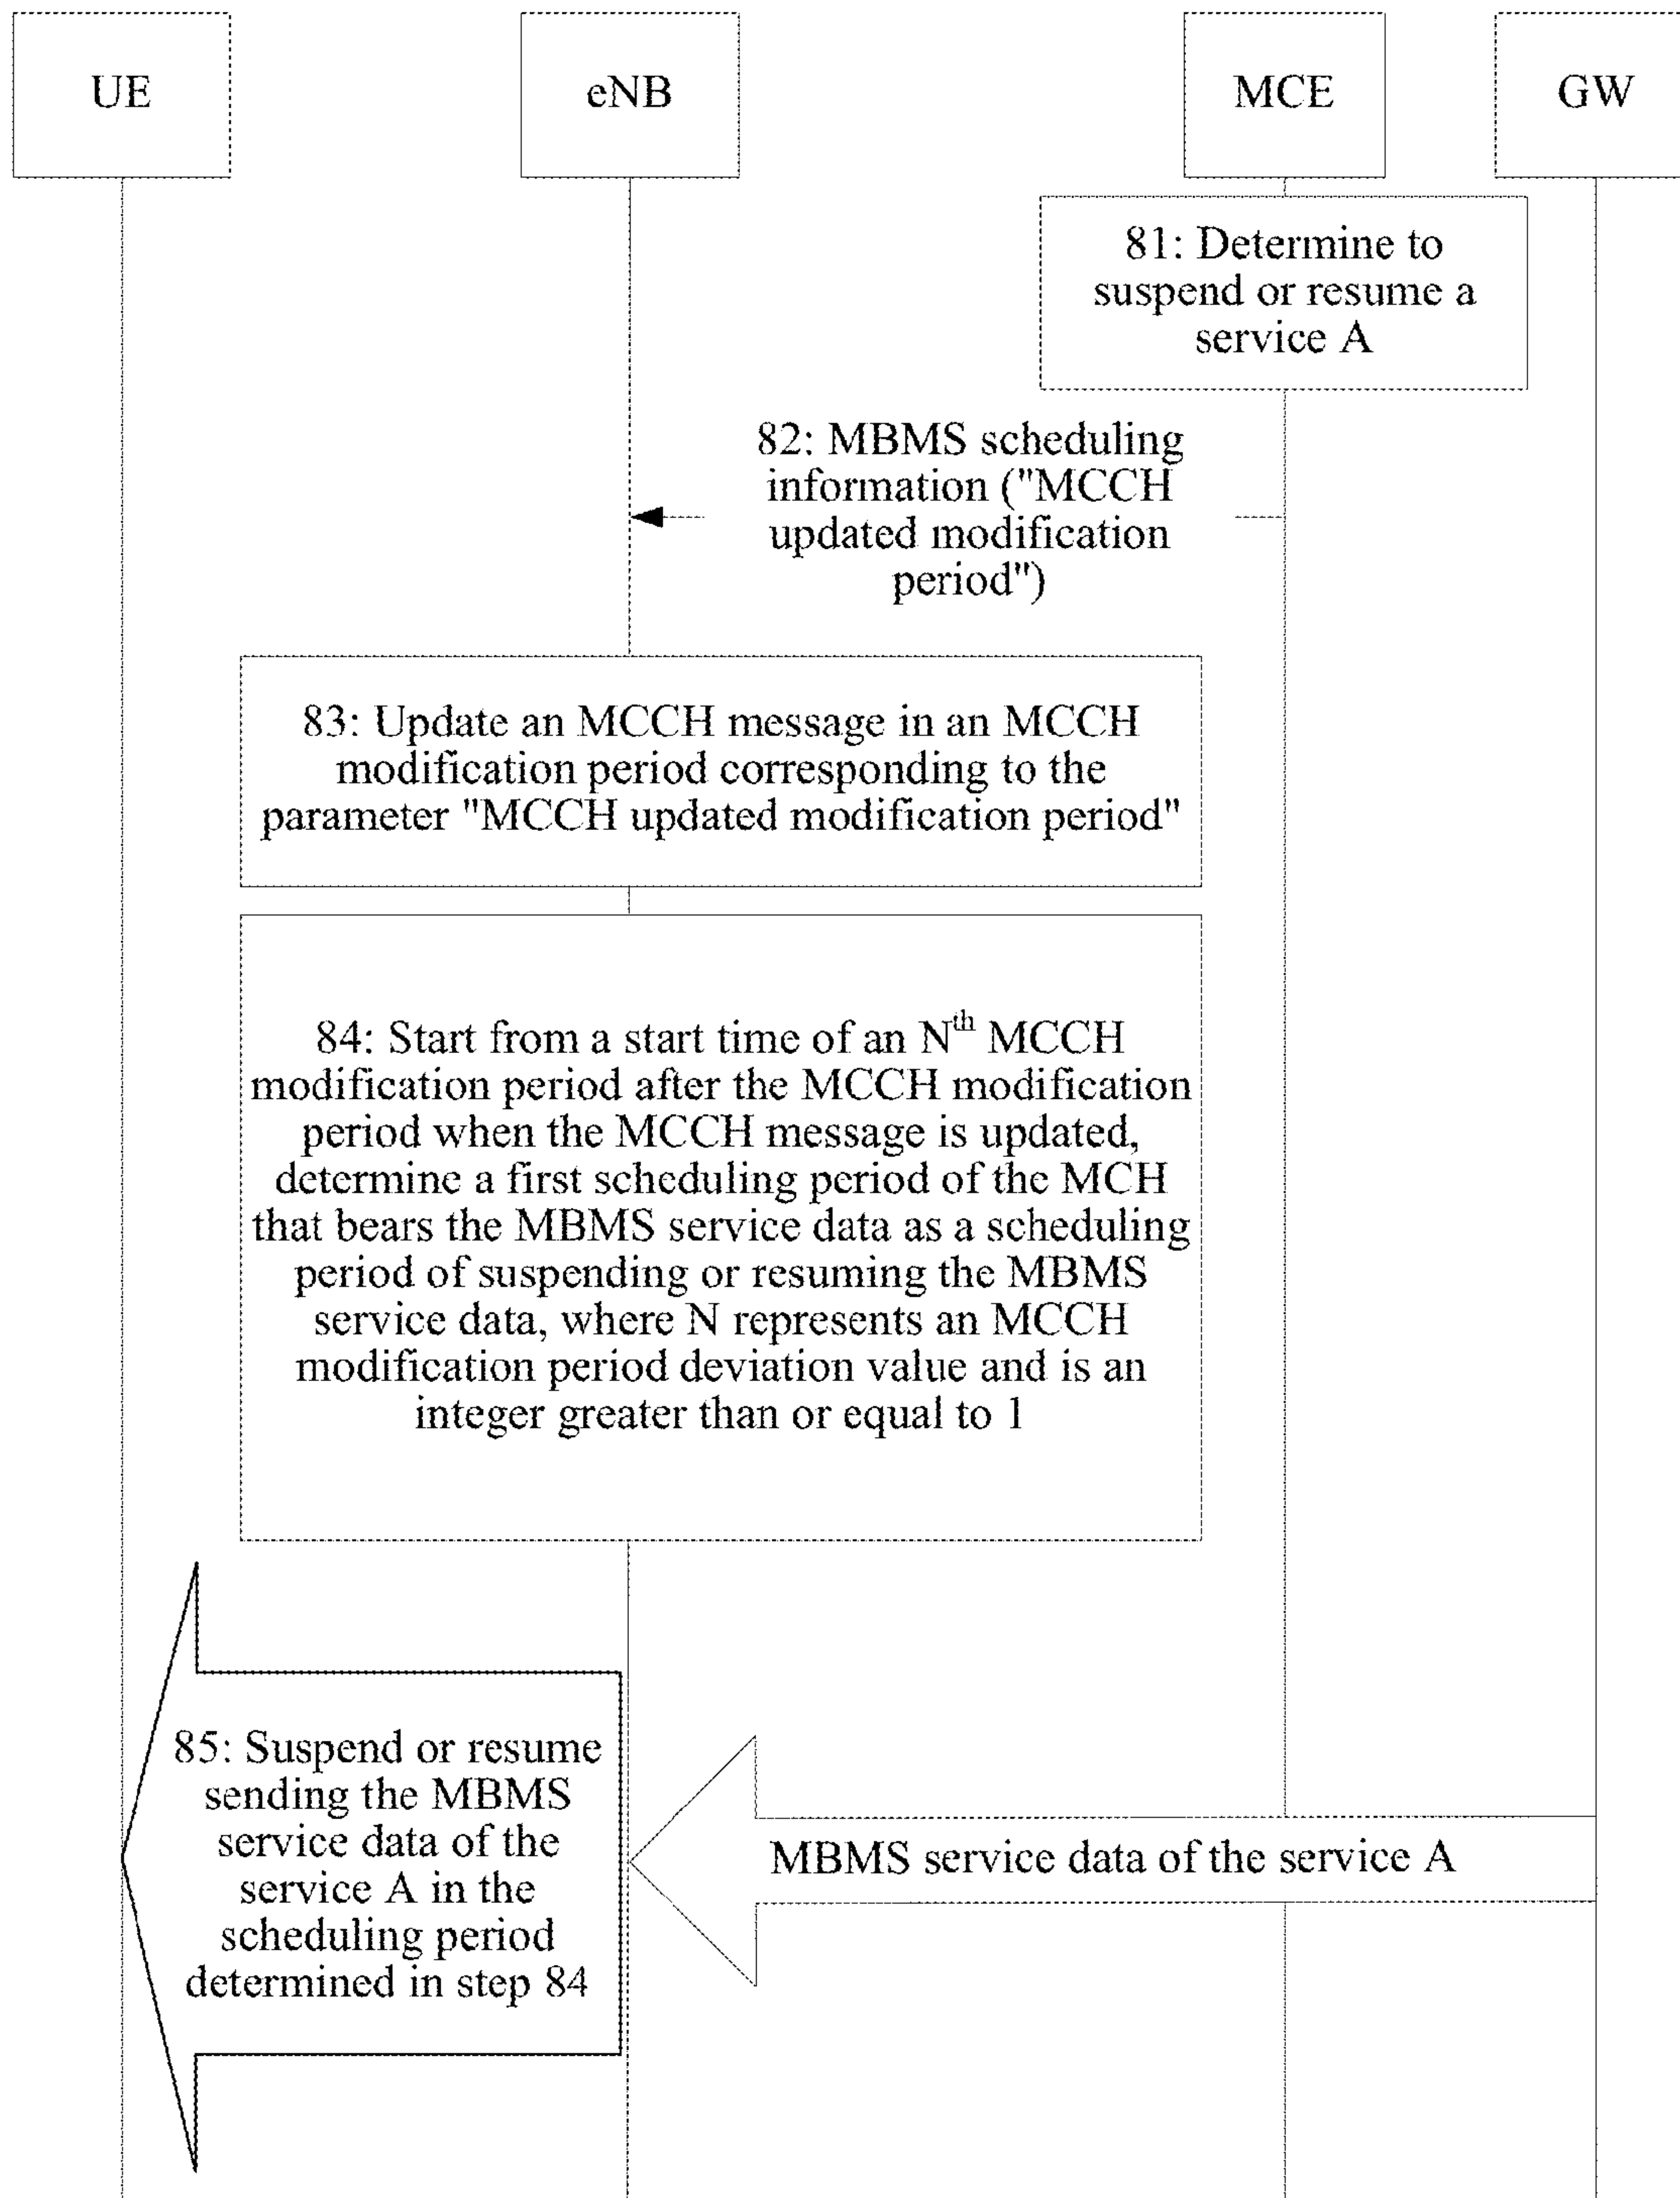 UE
eNB
MCE
GW
81: Determine to
suspend or resume a
service A
82: MBMS scheduling
information ("MCCH
updated modification
period")
83: Update an MCCH message in an MCCH
modification period corresponding to the
parameter "MCCH updated modification period"
84: Start from a start time of an Nth MCCH
modification period after the MCCH modification
period when the MCCH message is updated,
determine a first scheduling period of the MCH
that bears the MBMS service data as a scheduling
period of suspending or resuming the MBMS
service data, where N represents an MCCH
modification period deviation value and is an
integer greater than or equal to 1
85: Suspend or resume
sending the MBMS
service data of the
service A in the
scheduling period
determined in step 84
MBMS service data of the service A